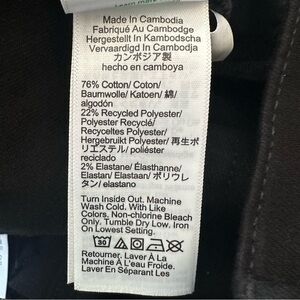 Made In Cambodia
Fabriqué Au Cambodge
Hergestellt In Kambodscha
Vervaardigd In Cambodja
カンボジア製
hecho en camboya
76% Cotton/ Coton/
Baumwolle/ Katoen/ 綿/
algodón
22% Recycled Polyester/
Polyester Recyclé/
Recyceltes Polyester/
Hergebruikt Polyester/ 再生ポ
リエステル/ poliéster
reciclado
2% Elastane/ Élasthanne/
Elastan/ Elastaan/ ポリウレ
タン/ elastano
Turn Inside Out. Machine
Wash Cold. With Like
Colors. Non-chlorine Bleach
Only. Tumble Dry Low. Iron
On Lowest Setting.
30
Retourner. Laver À La
Machine À L'eau Froide.
Laver En Séparant Les